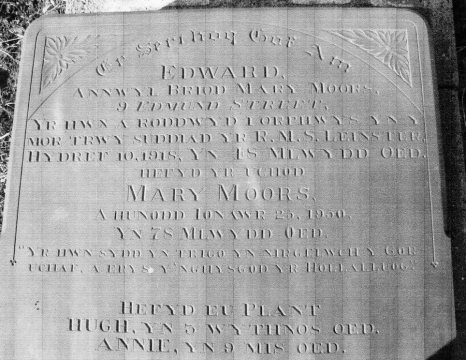 Er Serchog Gof Am
EDWARD,
ANNWYL BRIOD MARY MOORS,
9 EDMUND STREET,
YR HWN A RODDWYD I ORPHWYS YN Y
MOR TRWY SUDDIAD YR R.M.S. LEINSTER,
HYDREF 10, 1918, YN 48 MLWYDD OED.
HEFYD YR UCHOD
MARY MOORS,
A HUNODD IONAWR 25, 1950,
YN 78 MLWYDD OED.
"YR HWN SYDD YN TRIGO YN NIRGELWCH Y GOR
UCHAF, A ERYS Y'NGHYSGOD YR HOLLALLUOG."
HEFYD EU PLANT
HUGH, YN 5 WYTHNOS OED.
ANNIE, YN 9 MIS OED.